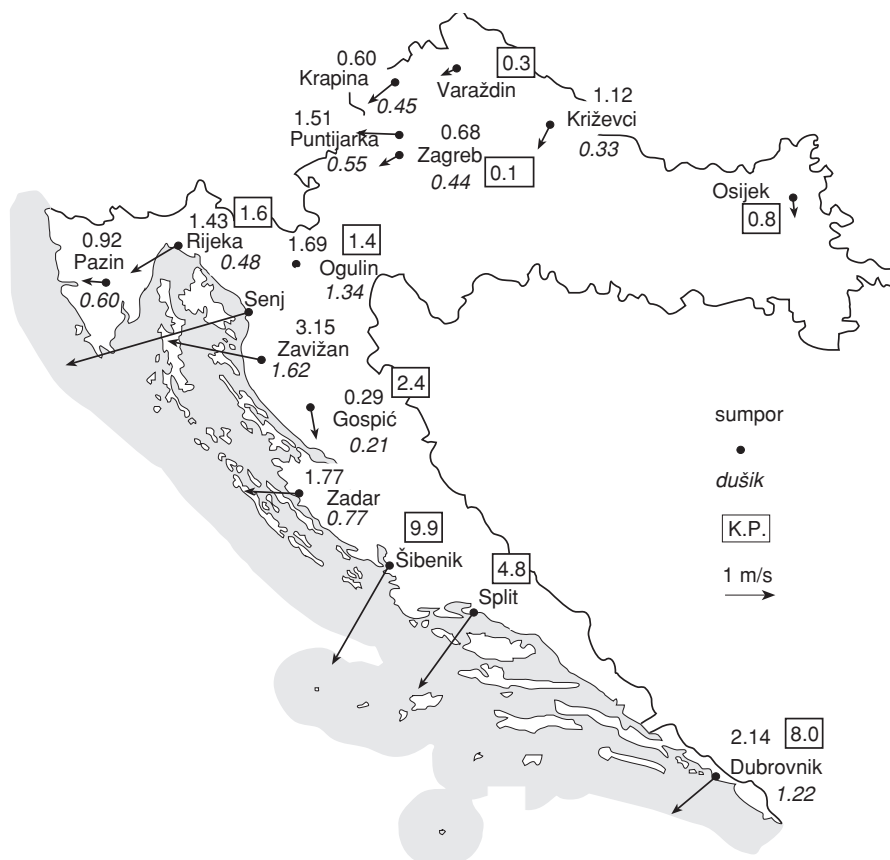 0.60
Krapina
0.45
0.3
Varaždin
1.12
Križevci
0.33
1.51
Puntijarka
0.55
0.68
Zagreb
0.44
0.1
Osijek
0.8
1.43
1.6
Rijeka
0.48
0.92
Pazin
0.60
1.69
1.4
Ogulin
1.34
Senj
3.15
Zavižan
1.62
2.4
0.29
Gospić
0.21
1.77
Zadar
0.77
9.9
Šibenik
4.8
Split
2.14
8.0
Dubrovnik
1.22
sumpor
dušik
K.P.
1 m/s